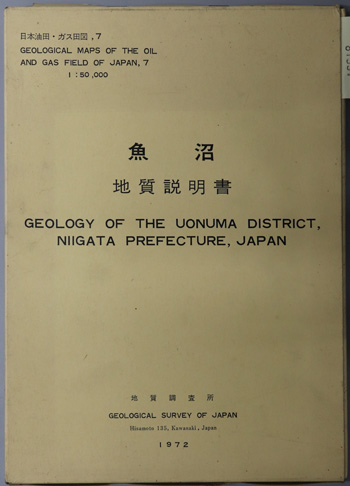 日本油田・ガス田図, 7
GEOLOGICAL MAPS OF THE OIL
AND GAS FIELD OF JAPAN, 7
1 : 50,000
魚 沼
地質説明書
GEOLOGY OF THE UONUMA DISTRICT,
NIIGATA PREFECTURE, JAPAN
地質調査所
GEOLOGICAL SURVEY OF JAPAN
Hisamoto 135, Kawasaki, Japan
1972